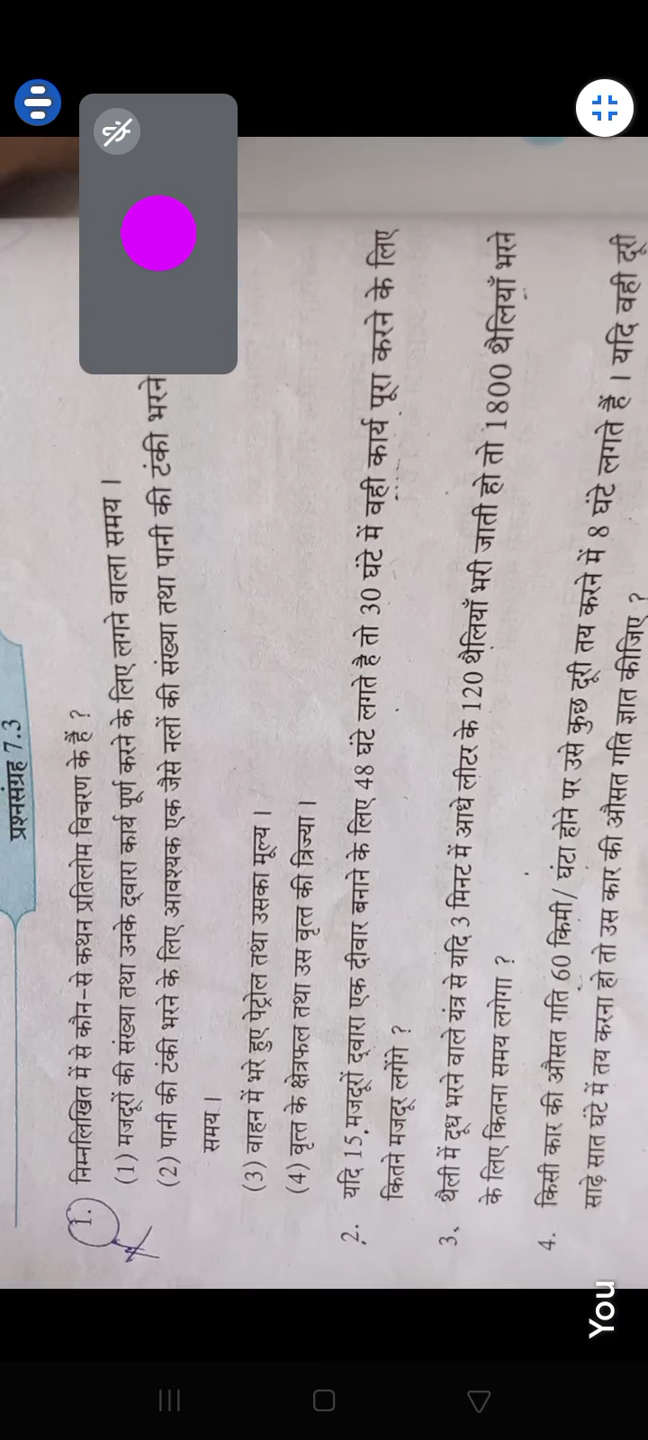 प्रश्नसंग्रह 7.3
1. निम्नलिखित में से कौन-से कथन प्रतिलोम विचरण के हैं ?
(1) मजदूरों की संख्या तथा उनके द्वारा कार्य पूर्ण करने के लिए लगने वाला समय ।
(2) पानी की टंकी भरने के लिए आवश्यक एक जैसे नलों की संख्या तथा पानी की टंकी भरने
समय ।
(3) वाहन में भरे हुए पेट्रोल तथा उसका मूल्य ।
(4) वृत्त के क्षेत्रफल तथा उस वृत्त की त्रिज्या ।
2. यदि 15 मजदूरों द्वारा एक दीवार बनाने के लिए 48 घंटे लगते है तो 30 घंटे में वही कार्य पूरा करने के लिए
कितने मजदूर लगेंगे ?
3. थैली में दूध भरने वाले यंत्र से यदि 3 मिनट में आधे लीटर के 120 थैलियाँ भरी जाती हो तो 1800 थैलियाँ भरने
के लिए कितना समय लगेगा ?
4. किसी कार की औसत गति 60 किमी/ घंटा होने पर उसे कुछ दूरी तय करने में 8 घंटे लगते हैं । यदि वही दूरी
साढ़े सात घंटे में तय करना हो तो उस कार की औसत गति ज्ञात कीजिए ?
You